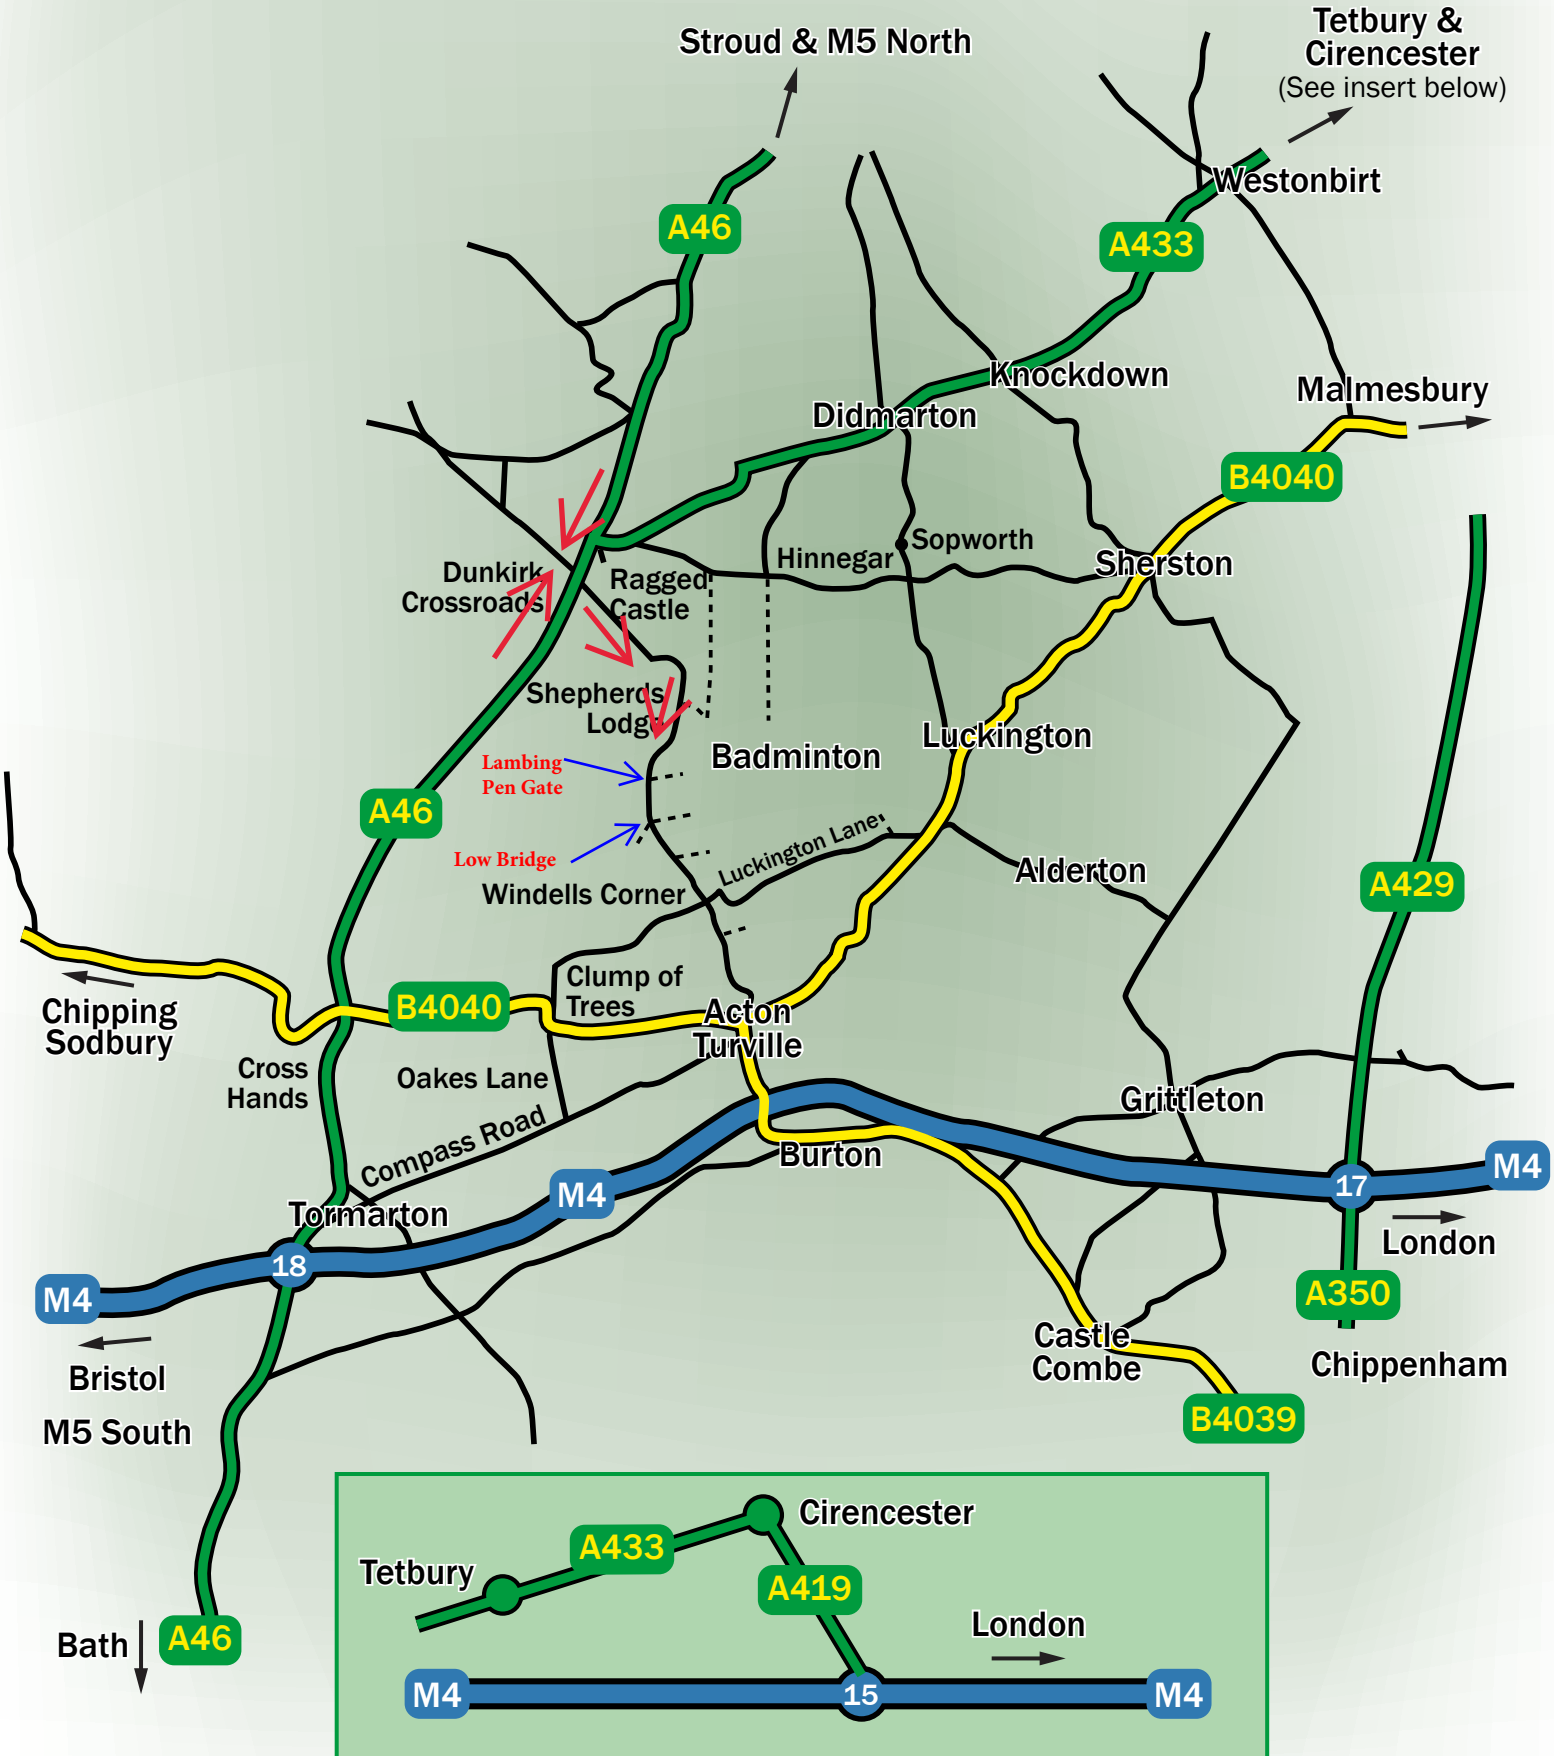 Stroud & M5 North
Tetbury &
Cirencester
(See insert below)
Westonbirt
A46
A433
Knockdown
Malmesbury
Didmarton
B4040
Sopworth
Hinnegar
Sherston
Dunkirk
Crossroads
Ragged
Castle
Shepherds
Lodge
Luckington
Badminton
Lambing
Pen Gate
A46
Low Bridge
Luckington Lane
Alderton
A429
Windells Corner
Clump of
Trees
B4040
Chipping
Sodbury
Acton
Turville
Cross
Hands
Oakes Lane
Grittleton
Compass Road
Burton
M4
17
M4
Tormarton
London
18
M4
A350
Castle
Combe
Chippenham
Bristol
M5 South
B4039
Cirencester
A433
Tetbury
A419
London
Bath
A46
M4
15
M4